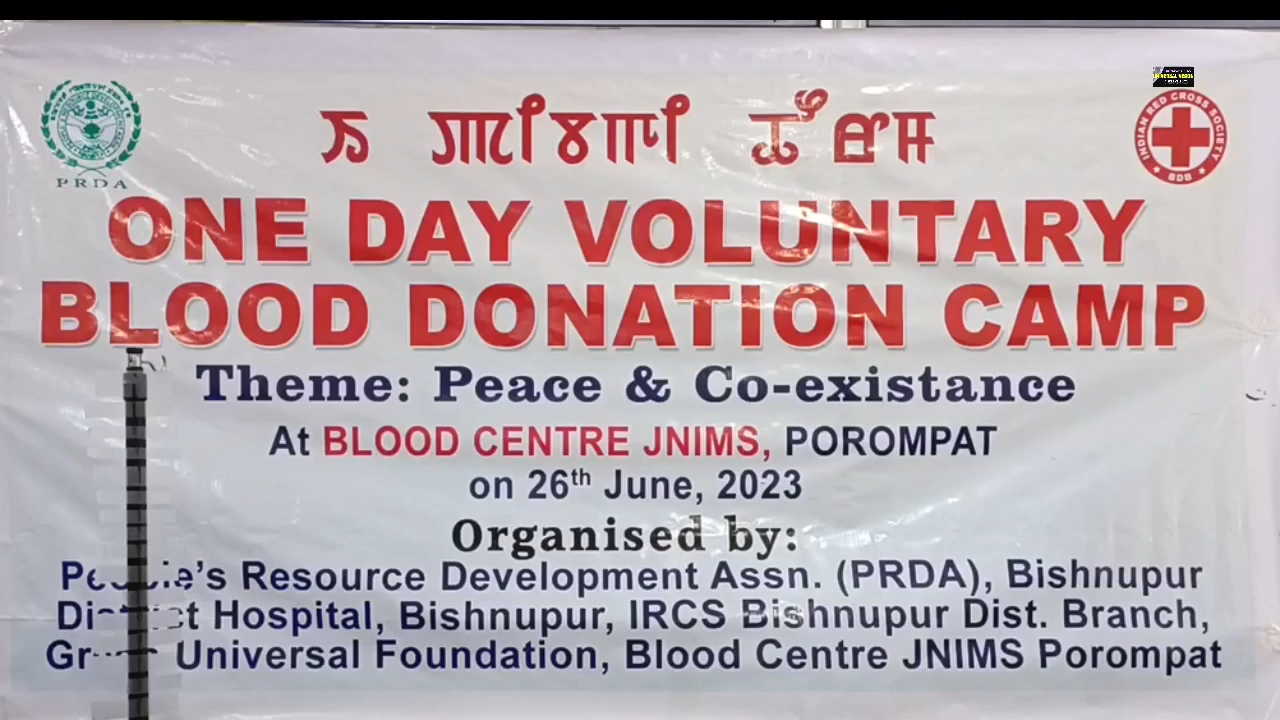 PRDA
INDIAN RED CROSS SOCIETY
BDB
ONE DAY VOLUNTARY
BLOOD DONATION CAMP
Theme: Peace & Co-existance
At BLOOD CENTRE JNIMS, POROMPAT
on 26th June, 2023
Organised by:
People's Resource Development Assn. (PRDA), Bishnupur
District Hospital, Bishnupur, IRCS Bishnupur Dist. Branch,
Universal Foundation, Blood Centre JNIMS Porompat